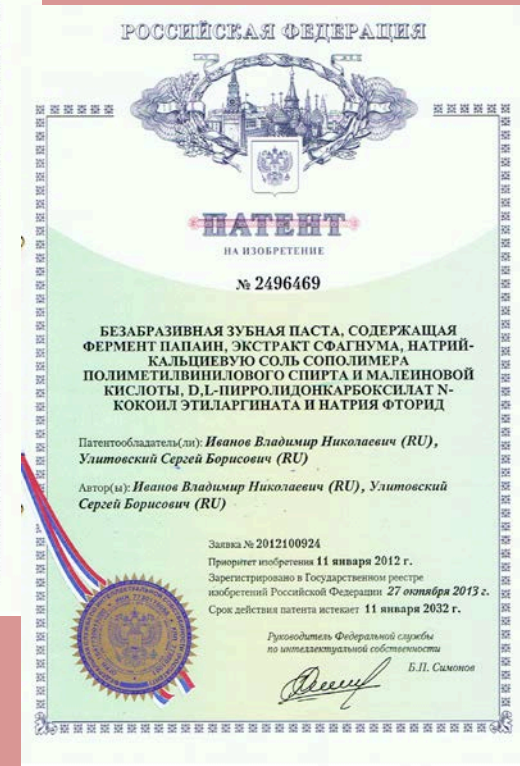 РОССИЙСКАЯ ФЕДЕРАЦИЯ
ПАТЕНТ
НА ИЗОБРЕТЕНИЕ
№ 2496469
БЕЗАБРАЗИВНАЯ ЗУБНАЯ ПАСТА, СОДЕРЖАЩАЯ
ФЕРМЕНТ ПАПАИН, ЭКСТРАКТ СФАГНУМА, НАТРИЙ-
КАЛЬЦИЕВУЮ СОЛЬ СОПОЛИМЕРА
ПОЛИМЕТИЛВИНИЛОВОГО СПИРТА И МАЛЕИНОВОЙ
КИСЛОТЫ, D,L-ПИРРОЛИДОНКАРБОКСИЛАТ N-
КОКОИЛ ЭТИЛАРГИНАТА И НАТРИЯ ФТОРИД
Патентообладатель(ли): Иванов Владимир Николаевич (RU),
Улитовский Сергей Борисович (RU)
Автор(ы): Иванов Владимир Николаевич (RU), Улитовский
Сергей Борисович (RU)
Заявка № 2012100924
Приоритет изобретения 11 января 2012 г.
Зарегистрировано в Государственном реестре
изобретений Российской Федерации 27 октября 2013 г.
Срок действия патента истекает 11 января 2032 г.
Руководитель Федеральной службы
по интеллектуальной собственности
Б.П. Симонов